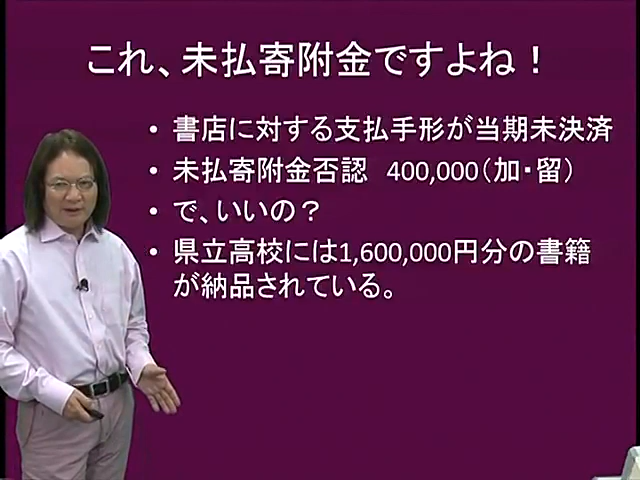 これ、未払寄附金ですよね！
• 書店に対する支払手形が当期未決済
• 未払寄附金否認 400,000（加・留）
• で、いいの？
• 県立高校には1,600,000円分の書籍
が納品されている。